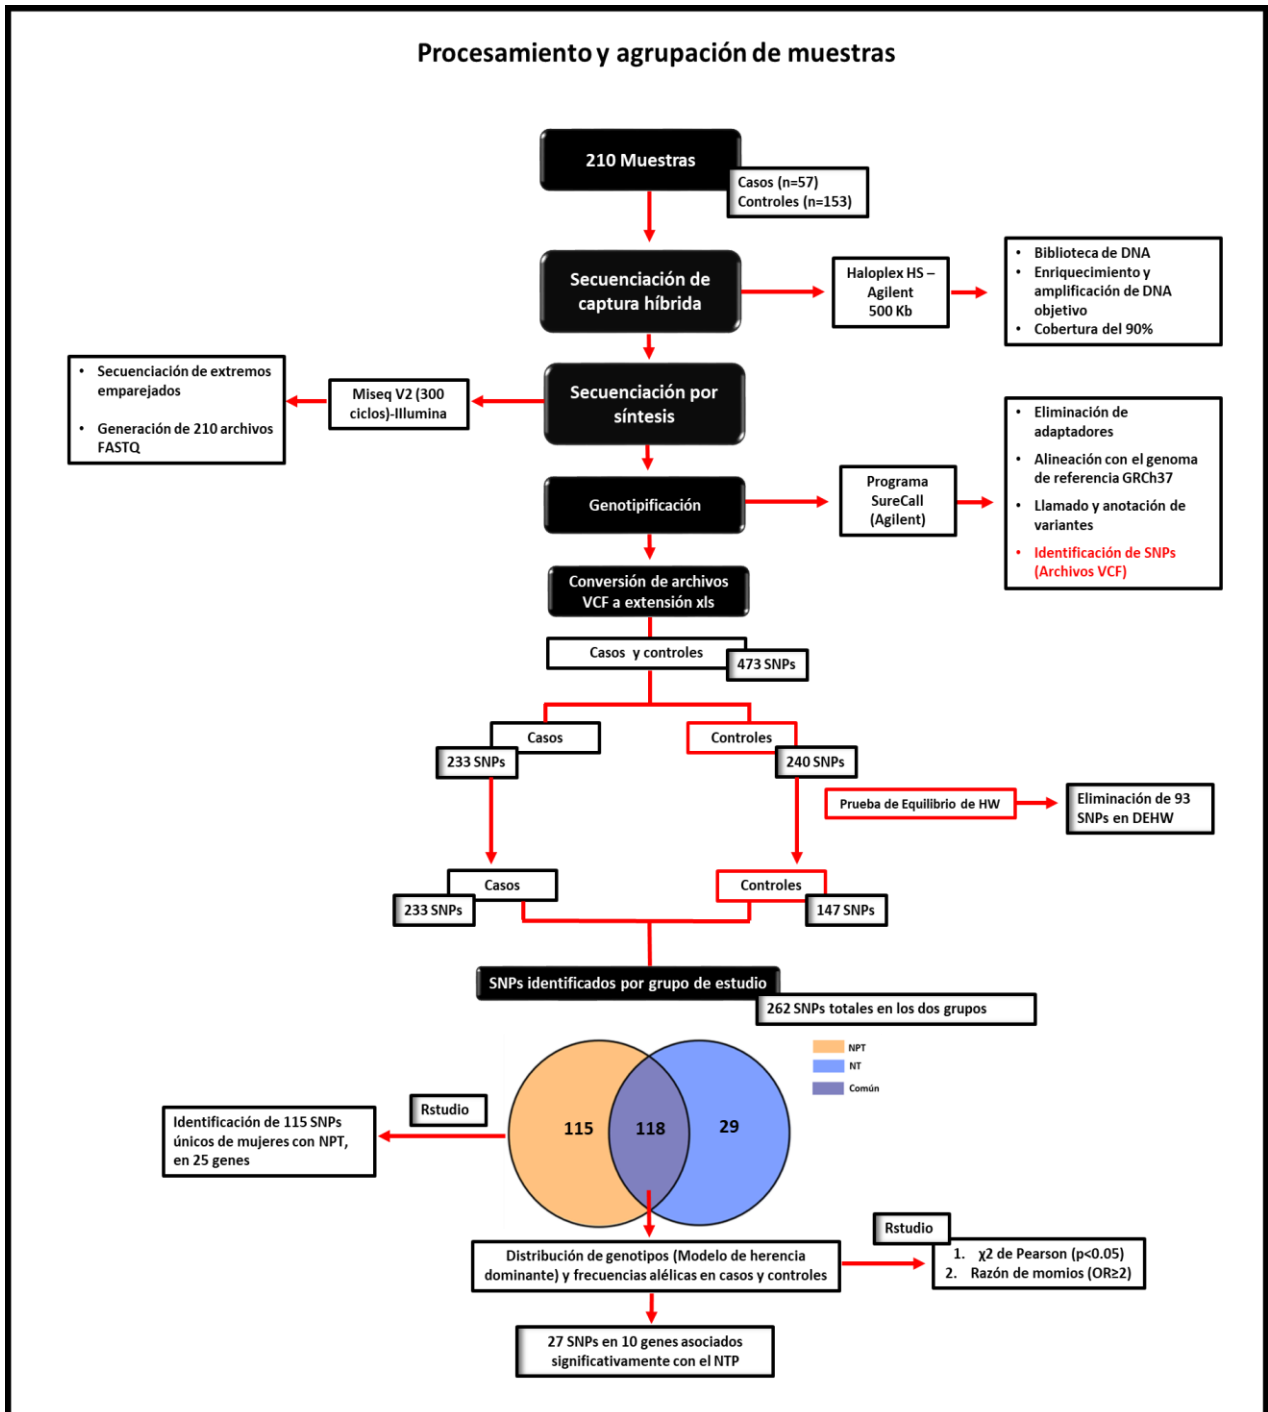 Procesamiento y agrupación de muestras
210 Muestras
Casos (n=57)
Controles (n=153)
Secuenciación de
captura híbrida
Haloplex HS –
Agilent
500 Kb
• Biblioteca de DNA
• Enriquecimiento y
amplificación de DNA
objetivo
• Cobertura del 90%
Secuenciación por
síntesis
Miseq V2 (300
ciclos)-Illumina
• Secuenciación de extremos
emparejados
• Generación de 210 archivos
FASTQ
Genotipificación
Programa
SureCall
(Agilent)
• Eliminación de
adaptadores
• Alineación con el genoma
de referencia GRCh37
• Llamado y anotación de
variantes
• Identificación de SNPs
(Archivos VCF)
Conversión de archivos
VCF a extensión xls
Casos y controles
473 SNPs
Casos
233 SNPs
Controles
240 SNPs
Prueba de Equilibrio de HW
Eliminación de 93
SNPs en DEHW
Casos
233 SNPs
Controles
147 SNPs
SNPs identificados por grupo de estudio
262 SNPs totales en los dos grupos
NPT
NT
Común
115
118
29
Rstudio
Identificación de 115 SNPs
únicos de mujeres con NPT,
en 25 genes
Distribución de genotipos (Modelo de herencia
dominante) y frecuencias alélicas en casos y controles
Rstudio
1. χ2 de Pearson (p<0.05)
2. Razón de momios (OR≥2)
27 SNPs en 10 genes asociados
significativamente con el NTP